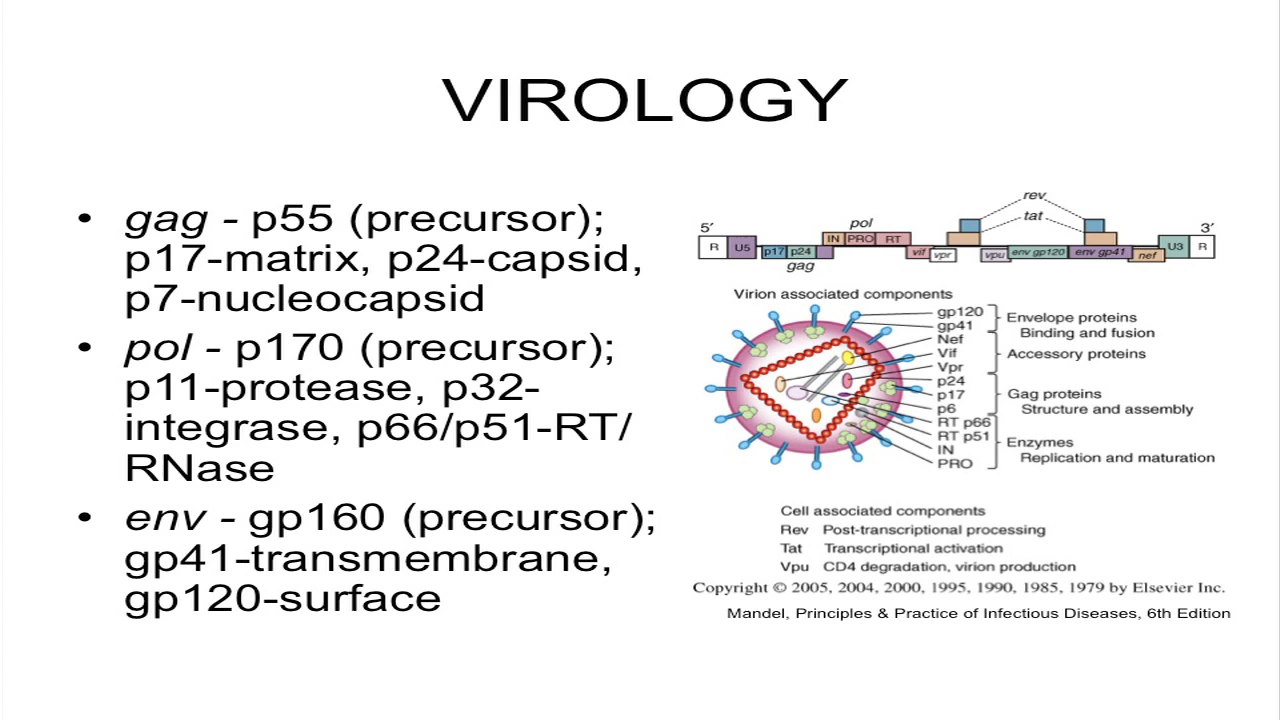 VIROLOGY
• gag - p55 (precursor);
p17-matrix, p24-capsid,
p7-nucleocapsid
• pol - p170 (precursor);
p11-protease, p32-
integrase, p66/p51-RT/
RNase
• env - gp160 (precursor);
gp41-transmembrane,
gp120-surface
rev
tat
5′ pol 3′
IN PRO RT
R U5 p17 p24 vif vpr vpu env gp120 env gp41 nef U3 R
gag
Virion associated components
gp120
gp41
Nef
Vif
Vpr
p24
p17
p6
RT p66
RT p51
IN
PRO
Envelope proteins
Binding and fusion
Accessory proteins
Gag proteins
Structure and assembly
Enzymes
Replication and maturation
Cell associated components
Rev Post-transcriptional processing
Tat Transcriptional activation
Vpu CD4 degradation, virion production
Copyright © 2005, 2004, 2000, 1995, 1990, 1985, 1979 by Elsevier Inc.
Mandel, Principles & Practice of Infectious Diseases, 6th Edition